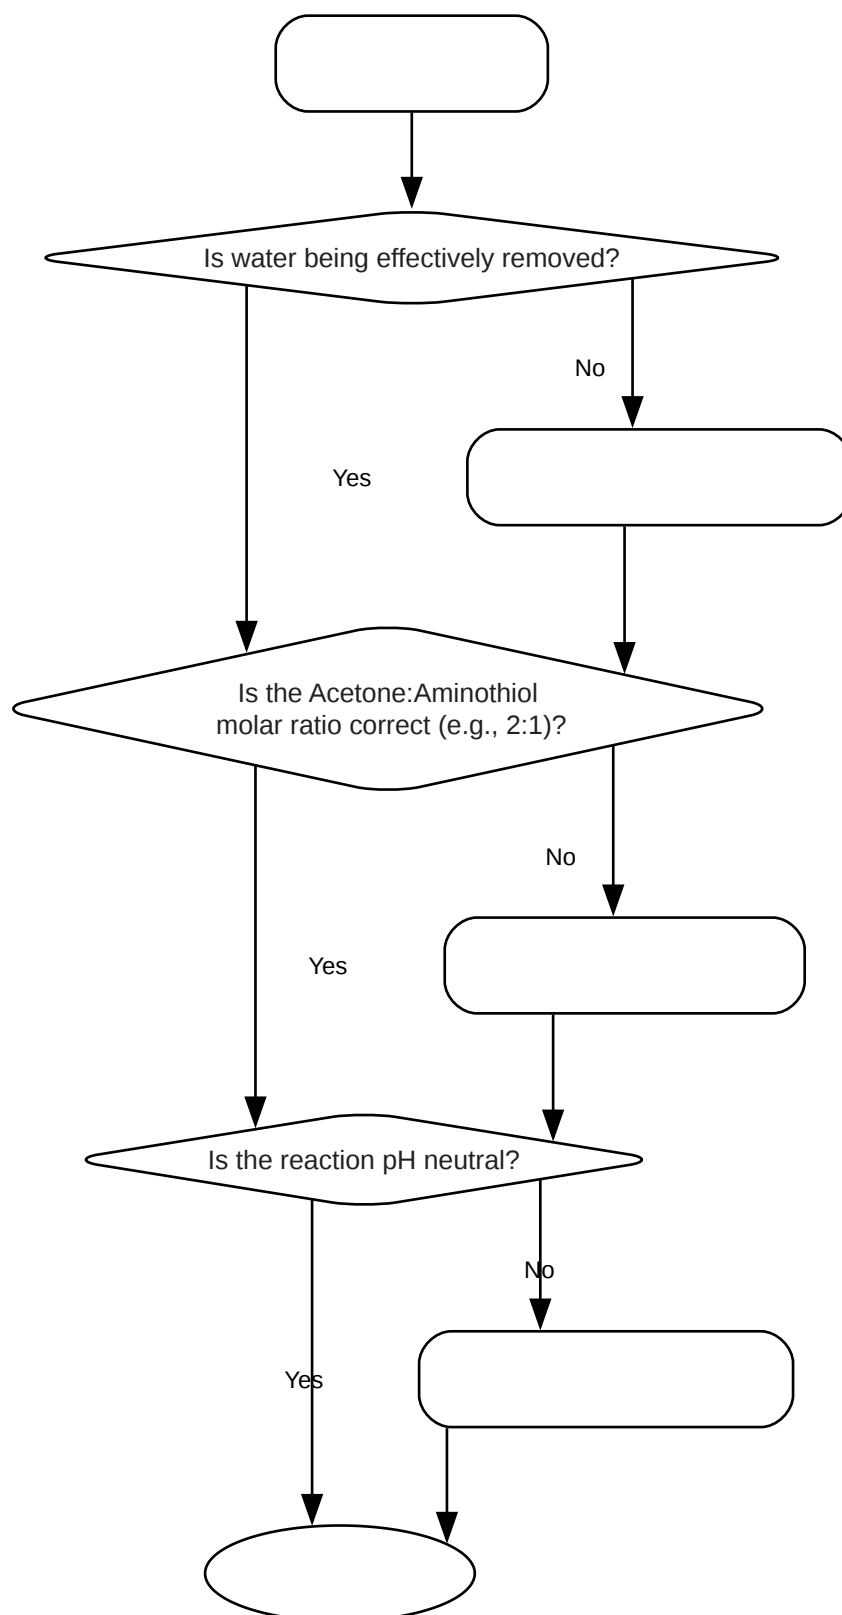 Is water being effectively removed?
No
Yes
Is the Acetone:Aminothiol
molar ratio correct (e.g., 2:1)?
No
Yes
Is the reaction pH neutral?
No
Yes